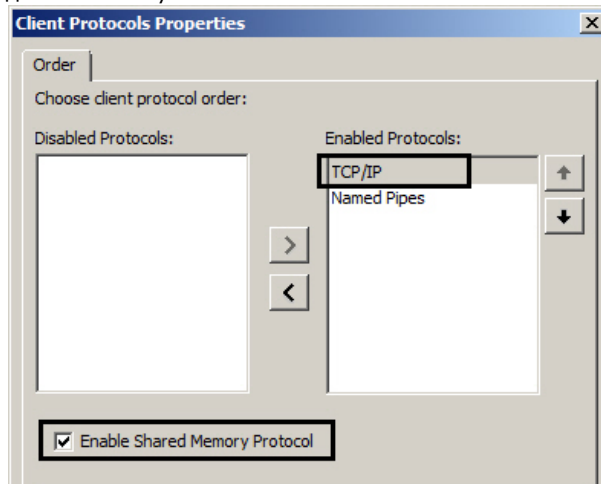 Client Protocols Properties
Order
Choose client protocol order:
Disabled Protocols:
Enabled Protocols:
TCP/IP
Named Pipes
Enable Shared Memory Protocol